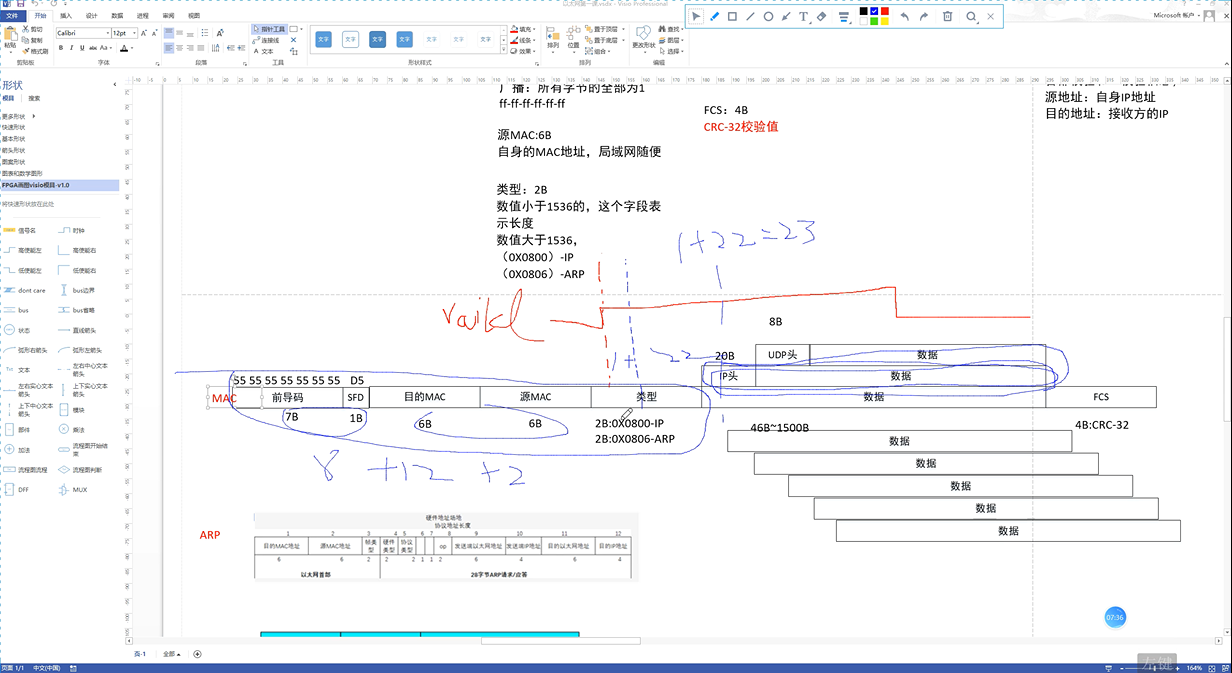 以太网第一课.vsdx - Visio Professional
文件 开始 插入 设计 数据 进程 审阅 视图
Microsoft 帐户
粘贴 剪切 复制 格式刷
Calibri 12pt
指针工具 连接线 A 文本
文字 文字 文字 文字 文字 文字 文字
填充 线条 效果
排列 位置 置于顶层 置于底层 组合
更改形状 查找 图层 选择
剪贴板 字体 段落 工具 形状样式 排列 编辑
形状
模具 搜索
更多形状
快速形状
基本形状
箭头形状
图案形状
图表和数学图形
FPGA画图visio模具-v1.0
将快速形状放在此处
信号名 时钟
高使能左 高使能右
低使能左 低使能右
dont care bus边界
bus bus省略
状态 直线箭头
弧形右箭头 弧形左箭头
文本 左右中心文本箭头
左右实心文本箭头 上下实心文本箭头
上下中心文本箭头 模块
部件 乘法
加法 流程图开始结束
流程图流程 流程图判断
DFF MUX
广播：所有字节的全部为1
ff-ff-ff-ff-ff-ff
源MAC:6B
自身的MAC地址，局域网随便
类型：2B
数值小于1536的，这个字段表
示长度
数值大于1536，
（0X0800）-IP
（0X0806）-ARP
FCS：4B
CRC-32校验值
源地址：自身IP地址
目的地址：接收方的IP
1+22=23
1+22
8B
20B UDP头 数据
IP头 数据
55 55 55 55 55 55 55 D5
MAC 前导码 SFD 目的MAC 源MAC 类型 数据 FCS
7B 1B 6B 6B 2B:0X0800-IP
2B:0X0806-ARP
46B~1500B
4B:CRC-32
8 +12 +2
数据
数据
数据
数据
数据
ARP
硬件地址长度
协议地址长度
1 2 3 4 5 6 7 8 9 10 11 12
目的MAC地址 源MAC地址 帧类型 硬件类型 协议类型 op 发送端以太网地址 发送端IP地址 目的以太网地址 目的IP地址
6 6 2 2 2 1 1 2 6 4 6 4
以太网首部 28字节ARP请求/应答
07:36
页-1 全部
页面 1/1 中文(中国)
左键
164%